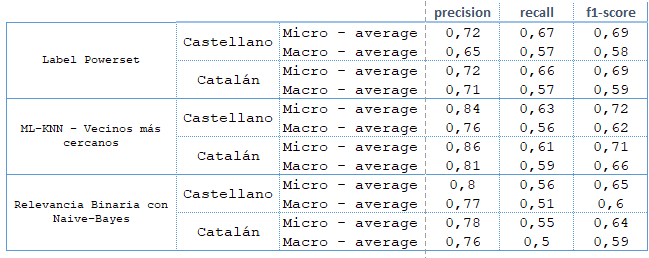 precision recall f1-score
Label Powerset Castellano Micro - average 0,72 0,67 0,69
Macro - average 0,65 0,57 0,58
Catalán Micro - average 0,72 0,66 0,69
Macro - average 0,71 0,57 0,59
ML-KNN - Vecinos más cercanos Castellano Micro - average 0,84 0,63 0,72
Macro - average 0,76 0,56 0,62
Catalán Micro - average 0,86 0,61 0,71
Macro - average 0,81 0,59 0,66
Relevancia Binaria con Naive-Bayes Castellano Micro - average 0,8 0,56 0,65
Macro - average 0,77 0,51 0,6
Catalán Micro - average 0,78 0,55 0,64
Macro - average 0,76 0,5 0,59